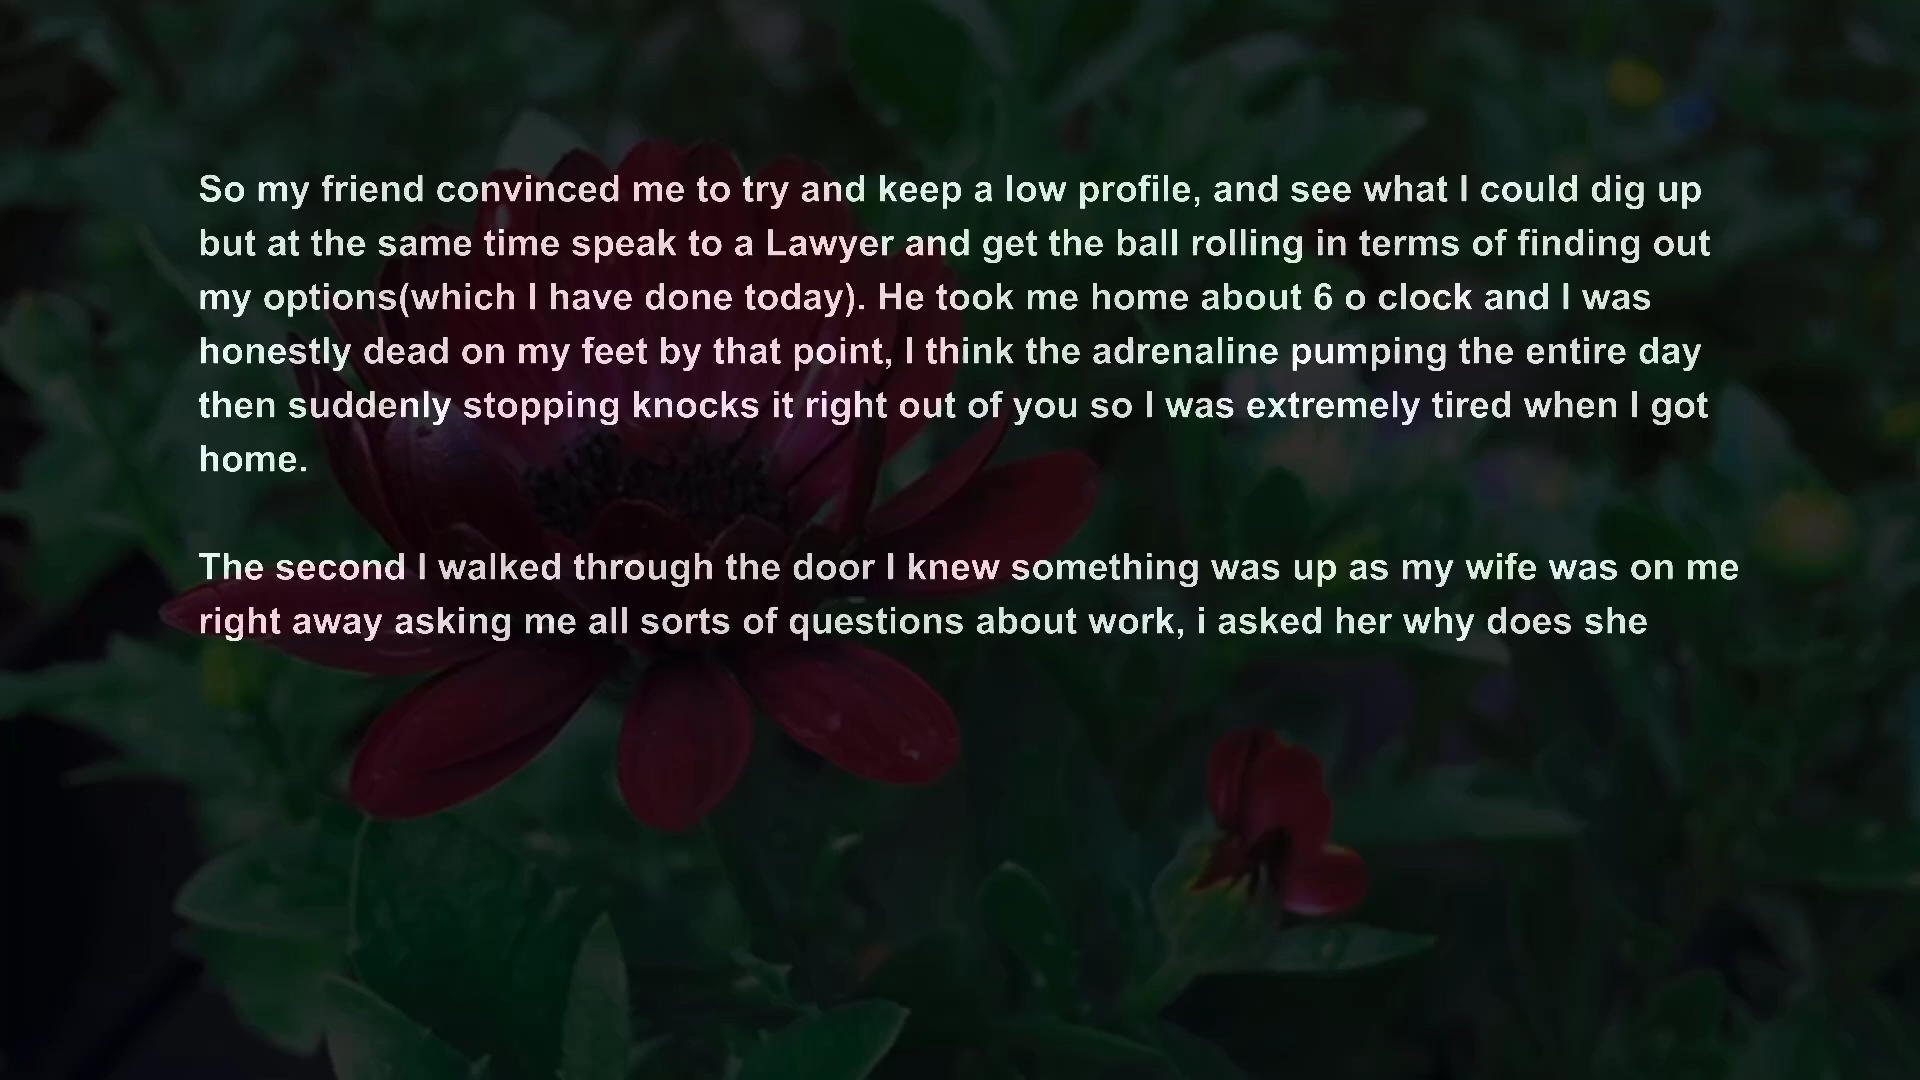 So my friend convinced me to try and keep a low profile, and see what I could dig up
but at the same time speak to a Lawyer and get the ball rolling in terms of finding out
my options(which I have done today). He took me home about 6 o clock and I was
honestly dead on my feet by that point, I think the adrenaline pumping the entire day
then suddenly stopping knocks it right out of you so I was extremely tired when I got
home.
The second I walked through the door I knew something was up as my wife was on me
right away asking me all sorts of questions about work, i asked her why does she